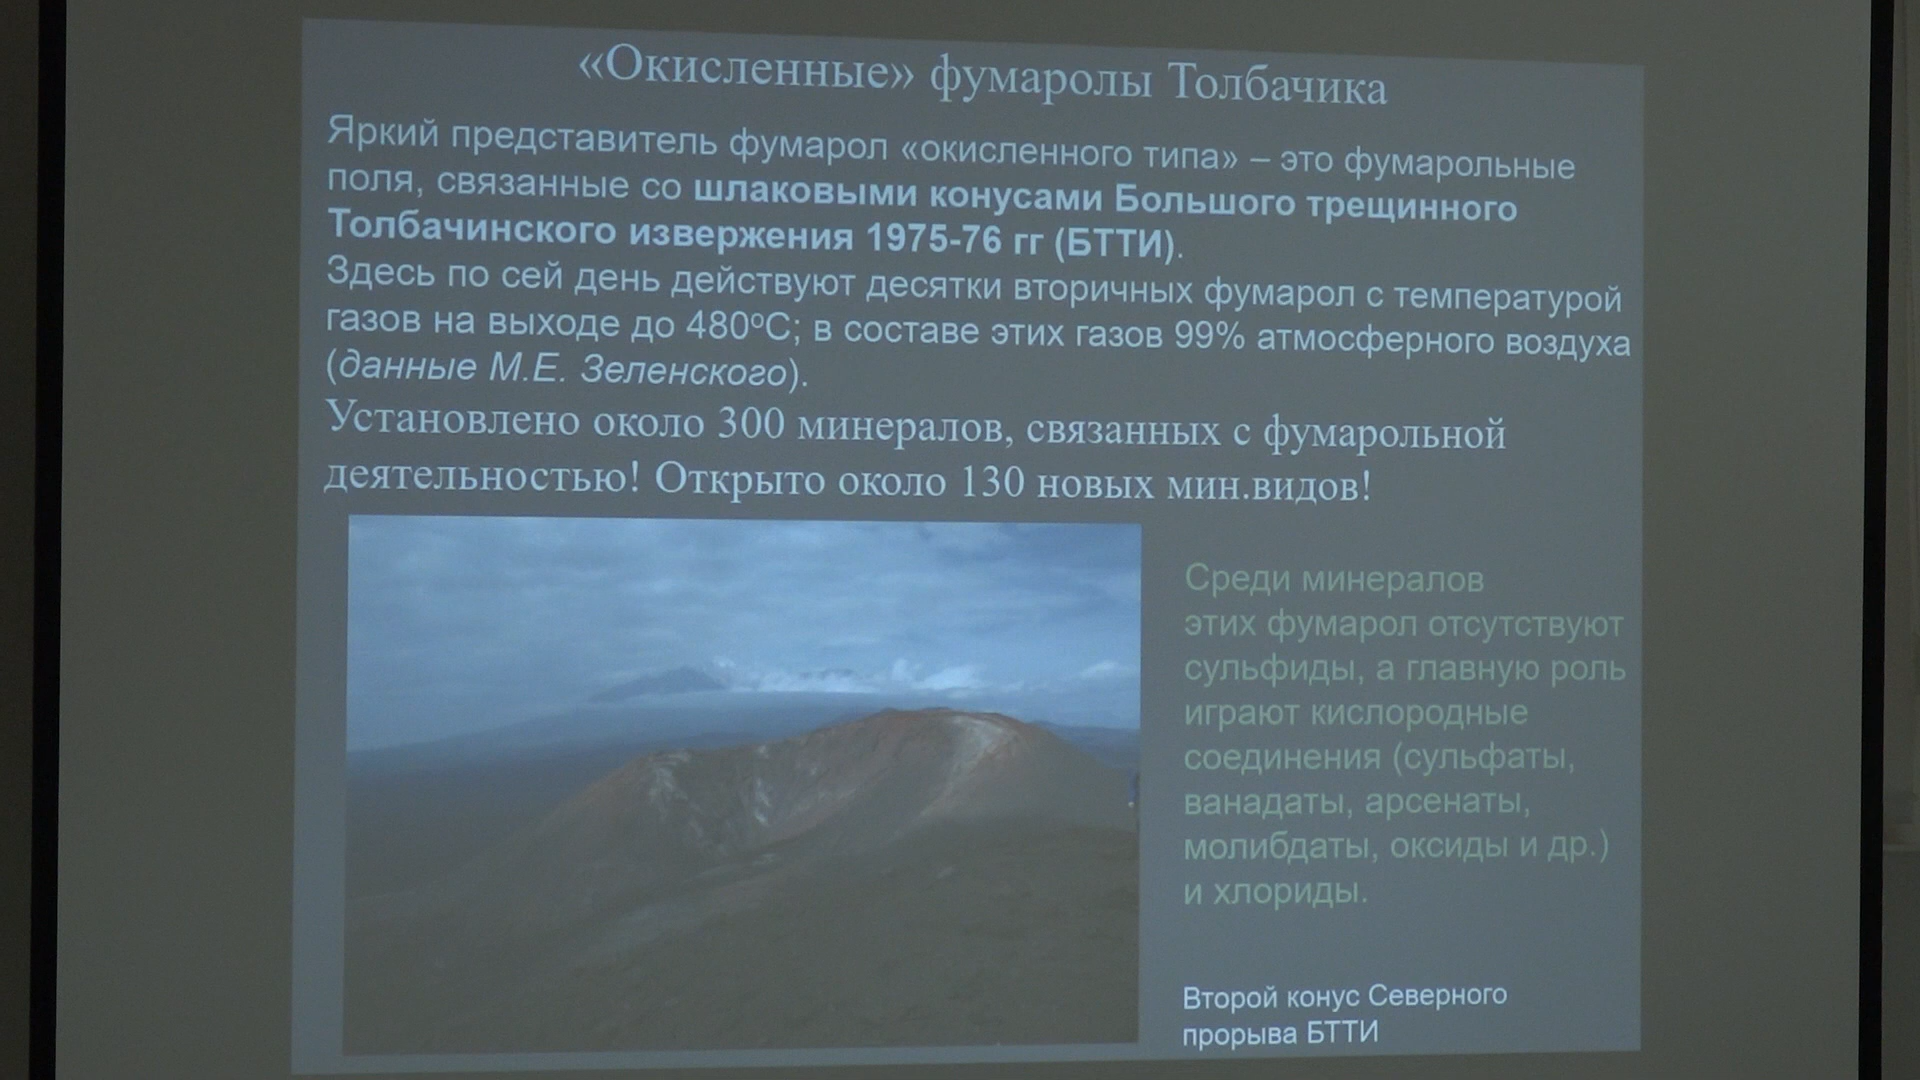 «Окисленные» фумаролы Толбачика
Яркий представитель фумарол «окисленного типа» – это фумарольные
поля, связанные со шлаковыми конусами Большого трещинного
Толбачинского извержения 1975-76 гг (БТТИ).
Здесь по сей день действуют десятки вторичных фумарол с температурой
газов на выходе до 480ºС; в составе этих газов 99% атмосферного воздуха
(данные М.Е. Зеленского).
Установлено около 300 минералов, связанных с фумарольной
деятельностью! Открыто около 130 новых мин.видов!
Среди минералов
этих фумарол отсутствуют
сульфиды, а главную роль
играют кислородные
соединения (сульфаты,
ванадаты, арсенаты,
молибдаты, оксиды и др.)
и хлориды.
Второй конус Северного
прорыва БТТИ